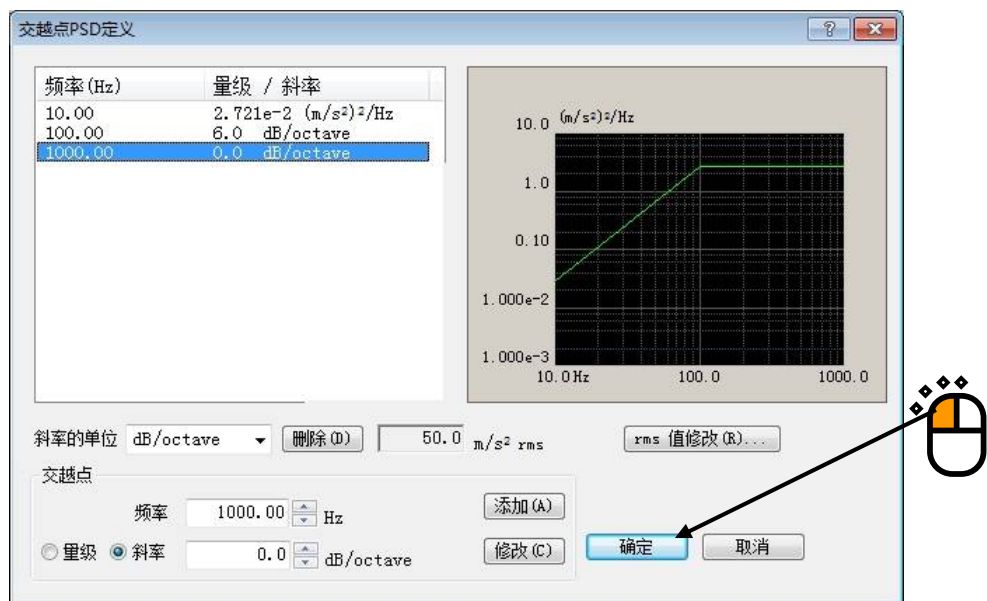 交越点PSD定义
频率(Hz) 量级 / 斜率
10.00 2.721e-2 (m/s²)²/Hz
100.00 6.0 dB/octave
1000.00 0.0 dB/octave
(m/s²)²/Hz
10.0
1.0
0.10
1.000e-2
1.000e-3
10.0Hz 100.0 1000.0
斜率的单位 dB/octave 删除(D) 50.0 m/s² rms rms 值修改(R)...
交越点
频率 1000.00 Hz 添加(A)
量级 斜率 0.0 dB/octave 修改(C) 确定 取消